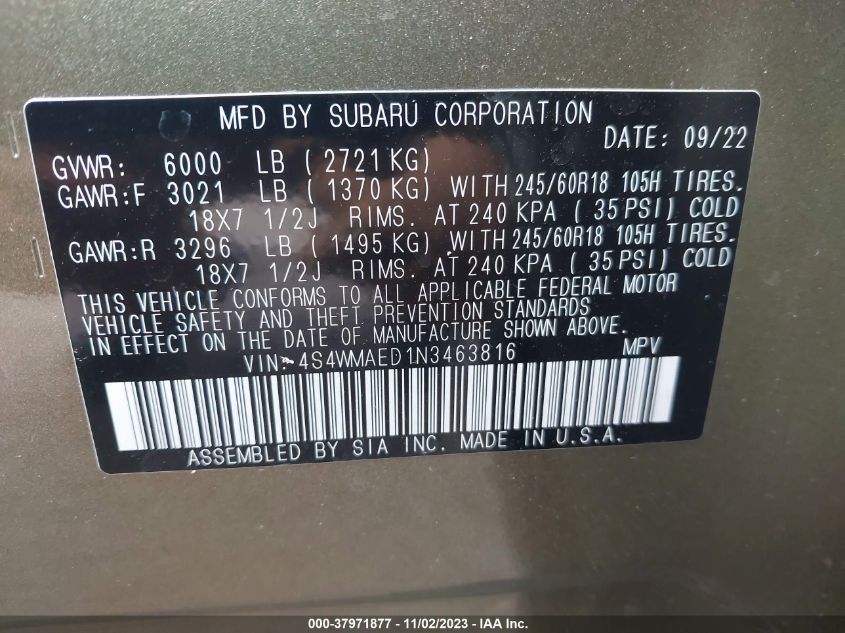 MFD BY SUBARU CORPORATION
DATE: 09/22
GVWR: 6000 LB ( 2721 KG)
GAWR:F 3021 LB ( 1370 KG) WITH 245/60R18 105H TIRES.
18X7 1/2J RIMS. AT 240 KPA ( 35 PSI) COLD
GAWR:R 3296 LB ( 1495 KG). WITH 245/60R18 105H TIRES.
18X7 1/2J RIMS. AT 240 KPA ( 35 PSI) COLD
THIS VEHICLE CONFORMS TO ALL APPLICABLE FEDERAL MOTOR
VEHICLE SAFETY AND THEFT PREVENTION STANDARDS
IN EFFECT ON THE DATE OF MANUFACTURE SHOWN ABOVE.
VIN: 4S4WMAED1N3463816 MPV
ASSEMBLED BY SIA INC. MADE IN U.S.A.
000-37971877 - 11/02/2023 - IAA Inc.